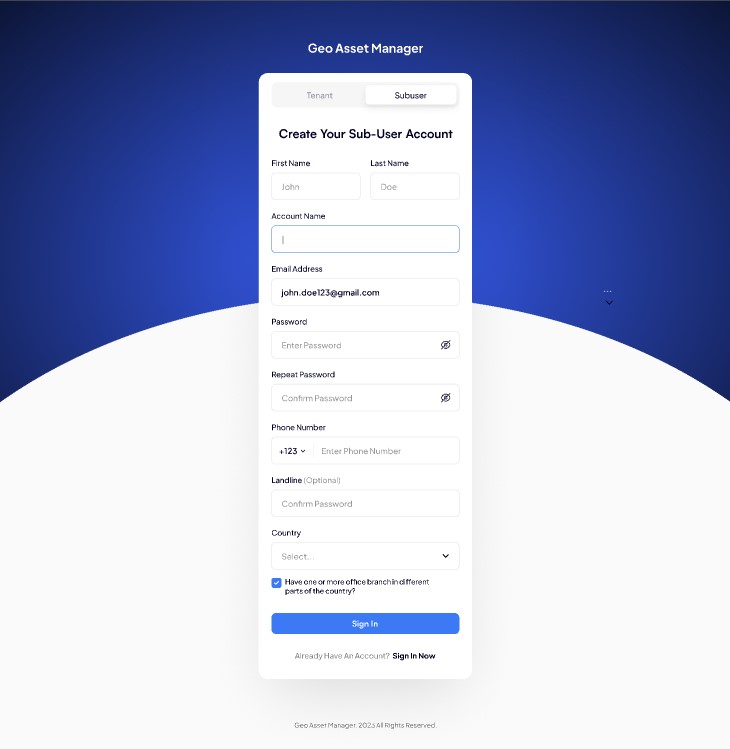 Geo Asset Manager
Tenant Subuser
Create Your Sub-User Account
First Name Last Name
John Doe
Account Name
Email Address
john.doe123@gmail.com
Password
Enter Password
Repeat Password
Confirm Password
Phone Number
+123 Enter Phone Number
Landline (Optional)
Confirm Password
Country
Select...
Have one or more office branch in different
parts of the country?
Sign In
Already Have An Account? Sign In Now
Geo Asset Manager. 2023 All Rights Reserved.